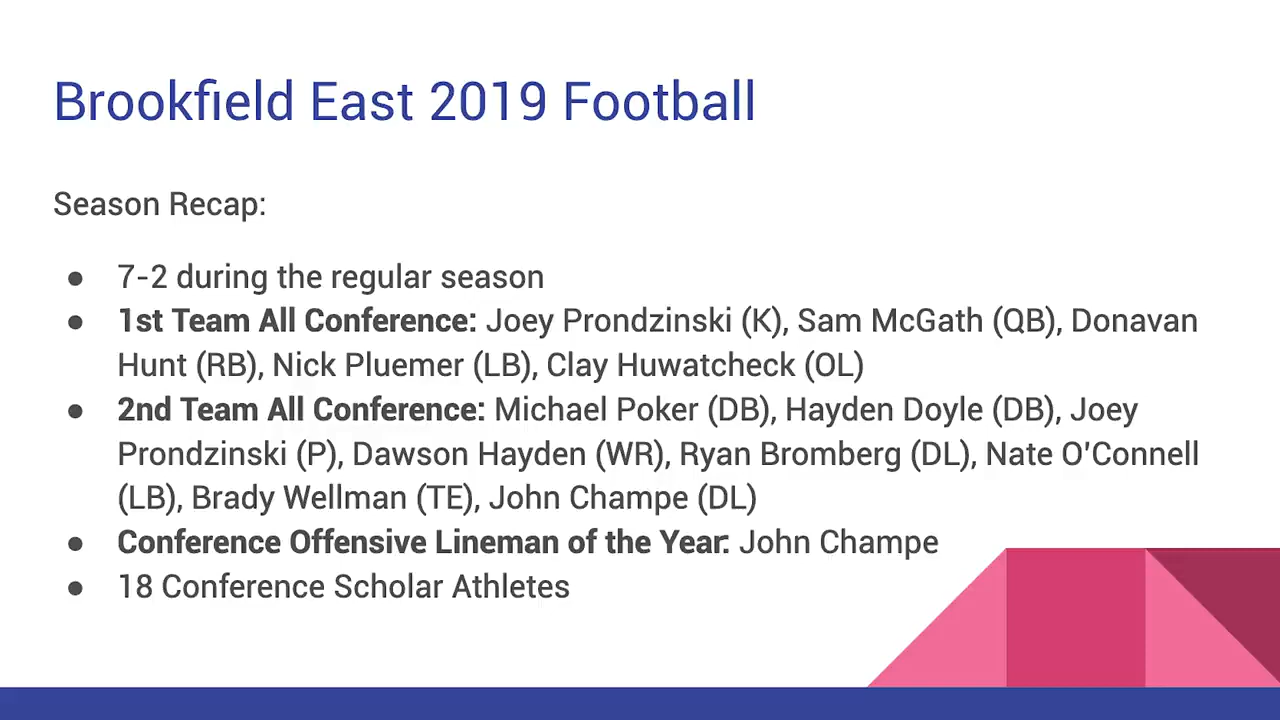 Brookfield East 2019 Football
Season Recap:
● 7-2 during the regular season
● 1st Team All Conference: Joey Prondzinski (K), Sam McGath (QB), Donavan
Hunt (RB), Nick Pluemer (LB), Clay Huwatcheck (OL)
● 2nd Team All Conference: Michael Poker (DB), Hayden Doyle (DB), Joey
Prondzinski (P), Dawson Hayden (WR), Ryan Bromberg (DL), Nate O'Connell
(LB), Brady Wellman (TE), John Champe (DL)
● Conference Offensive Lineman of the Year: John Champe
● 18 Conference Scholar Athletes